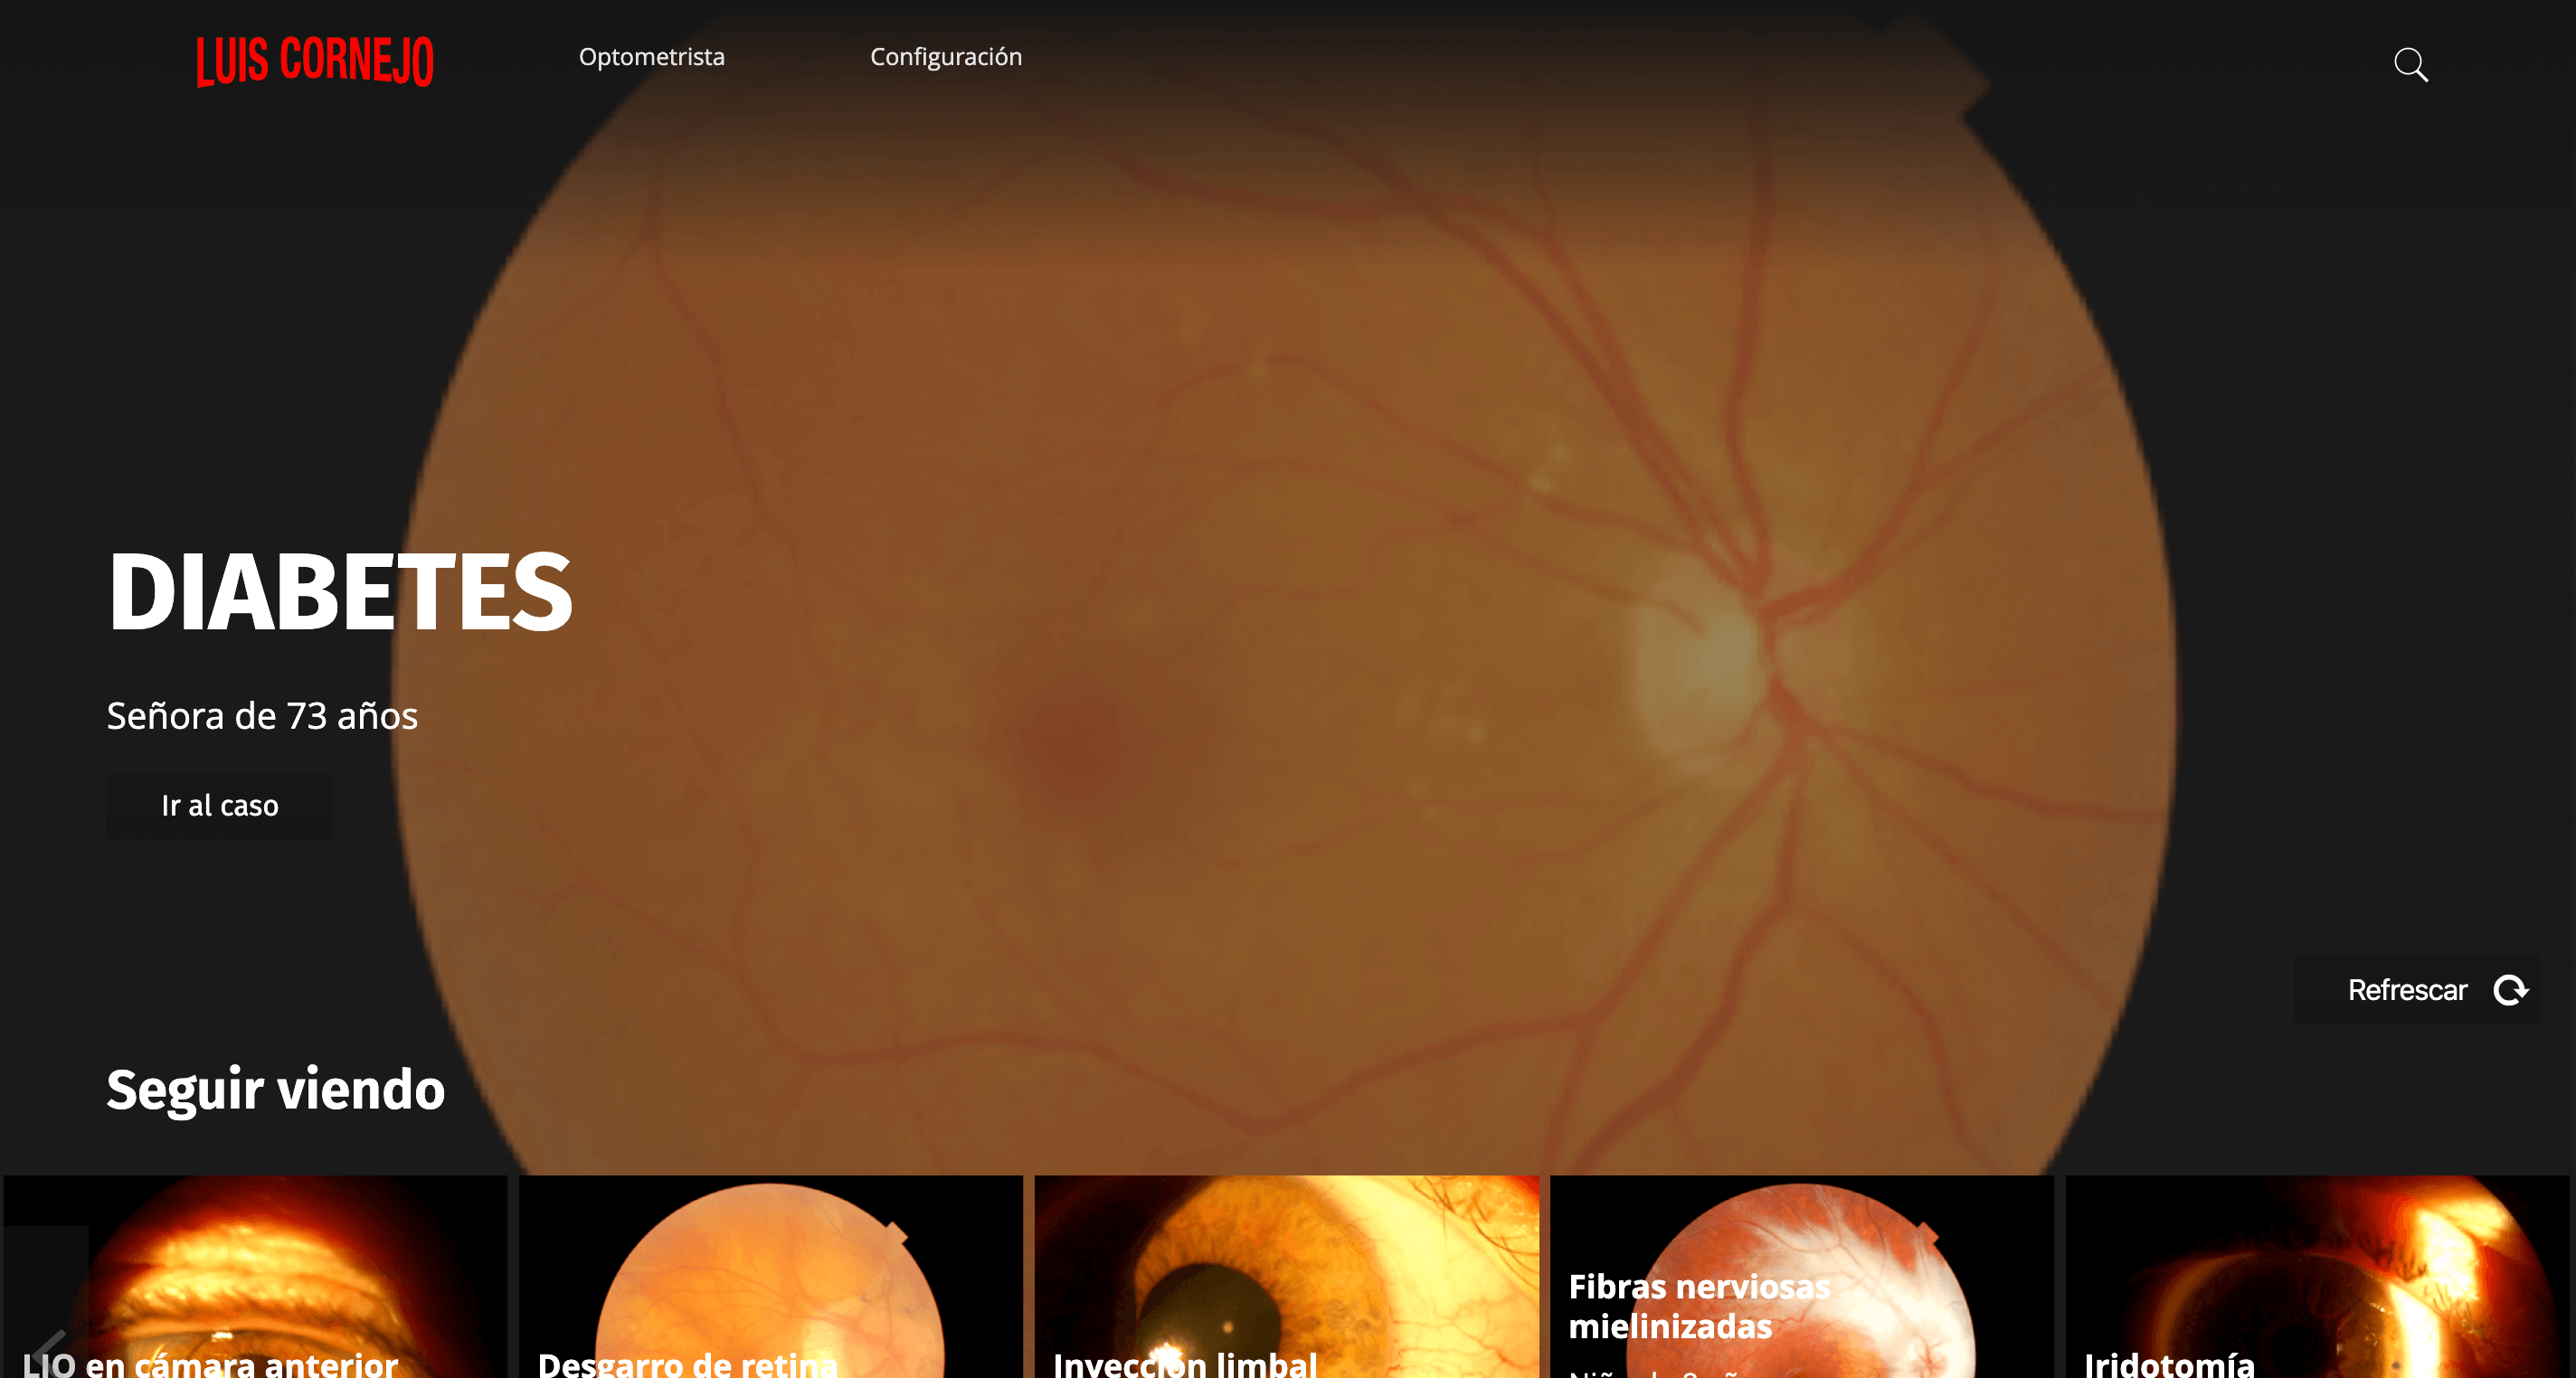 LUIS CORNEJO
Optometrista
Configuración
DIABETES
Señora de 73 años
Ir al caso
Refrescar
Seguir viendo
LIO en cámara anterior
Desgarro de retina
Inyección limbal
Fibras nerviosas
mielinizadas
Iridotomía